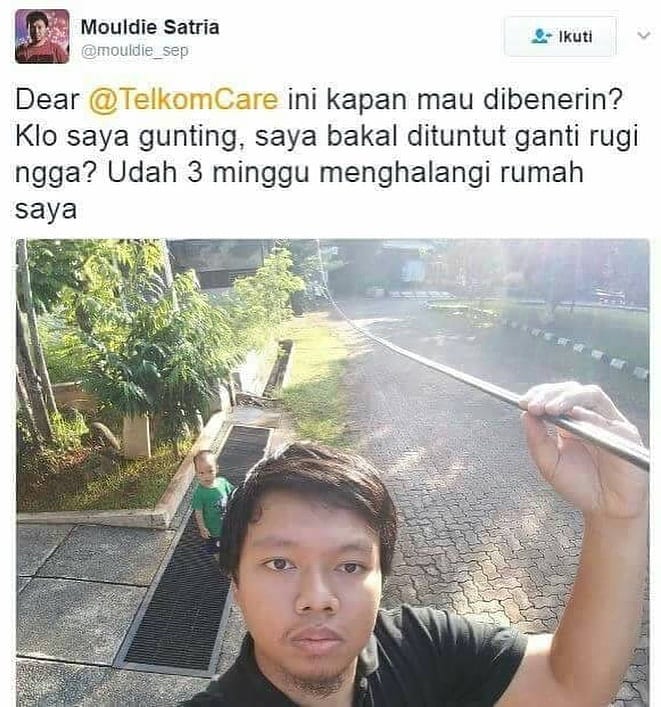 Mouldie Satria
@mouldie_sep
Ikuti
Dear @TelkomCare ini kapan mau dibenerin?
Klo saya gunting, saya bakal dituntut ganti rugi
ngga? Udah 3 minggu menghalangi rumah
saya